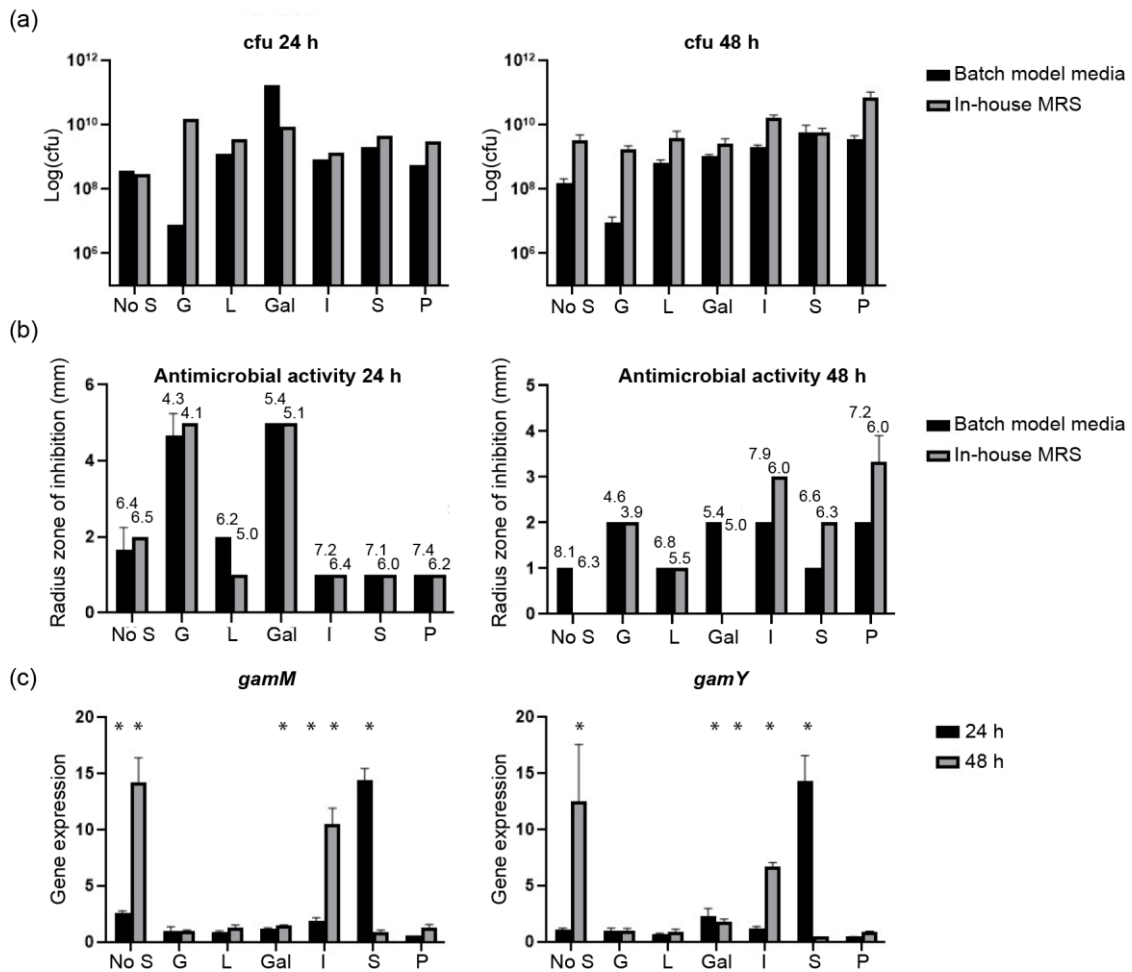 (a)
cfu 24 h
cfu 48 h
Log(cfu)
10¹²
10¹⁰
10⁸
10⁶
No S G L Gal I S P
Log(cfu)
10¹²
10¹⁰
10⁸
10⁶
No S G L Gal I S P
Batch model media
In-house MRS
(b)
Antimicrobial activity 24 h
Antimicrobial activity 48 h
Radius zone of inhibition (mm)
6
4
2
0
6.4 6.5 4.3 4.1 6.2 5.0 5.4 5.1 7.2 6.4 7.1 6.0 7.4 6.2
No S G L Gal I S P
Radius zone of inhibition (mm)
5
4
3
2
1
0
8.1 6.3 4.6 3.9 6.8 5.5 5.4 5.0 7.9 6.0 6.6 6.3 7.2 6.0
No S G L Gal I S P
Batch model media
In-house MRS
(c)
gamM
gamY
Gene expression
20
15
10
5
0
* * * * * *
No S G L Gal I S P
Gene expression
20
15
10
5
0
* * * * *
No S G L Gal I S P
24 h
48 h